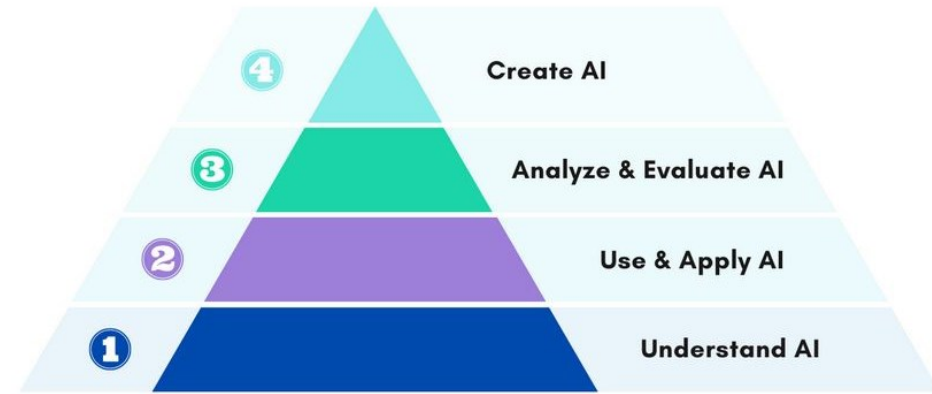 4 Create AI
3 Analyze & Evaluate AI
2 Use & Apply AI
1 Understand AI